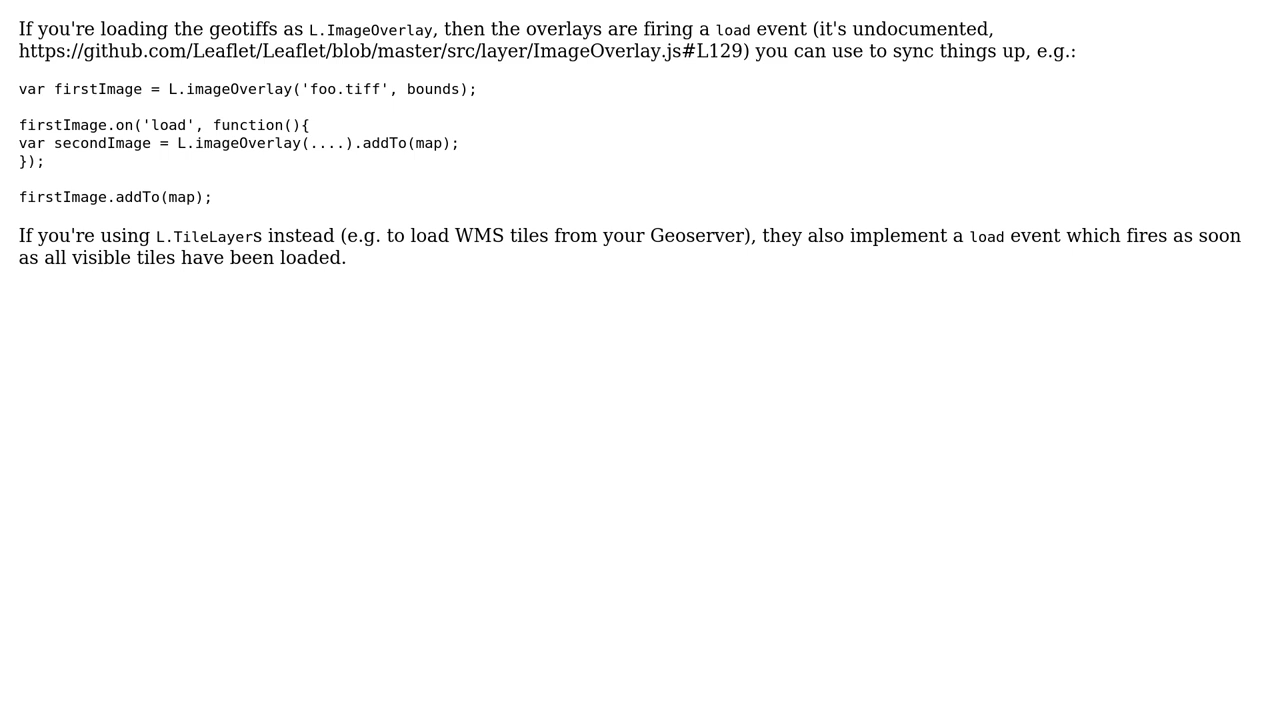 If you're loading the geotiffs as L.ImageOverlay, then the overlays are firing a load event (it's undocumented,
https://github.com/Leaflet/Leaflet/blob/master/src/layer/ImageOverlay.js#L129) you can use to sync things up, e.g.:
var firstImage = L.imageOverlay('foo.tiff', bounds);
firstImage.on('load', function(){
var secondImage = L.imageOverlay(....).addTo(map);
});
firstImage.addTo(map);
If you're using L.TileLayers instead (e.g. to load WMS tiles from your Geoserver), they also implement a load event which fires as soon
as all visible tiles have been loaded.